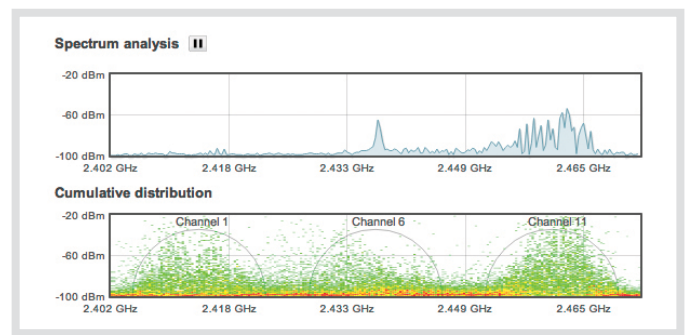 Spectrum analysis
-20 dBm
-60 dBm
-100 dBm
2.402 GHz 2.418 GHz 2.433 GHz 2.449 GHz 2.465 GHz
Cumulative distribution
-20 dBm
Channel 1 Channel 6 Channel 11
-60 dBm
-100 dBm
2.402 GHz 2.418 GHz 2.433 GHz 2.449 GHz 2.465 GHz